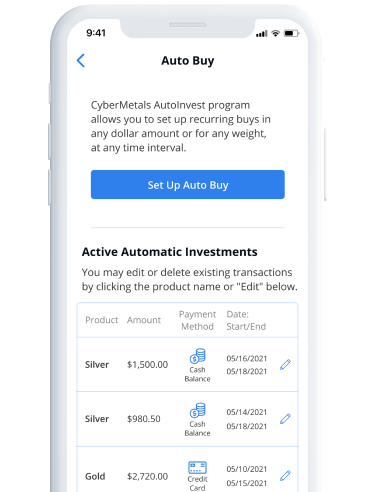 9:41
Auto Buy
CyberMetals AutoInvest program
allows you to set up recurring buys in
any dollar amount or for any weight,
at any time interval.
Set Up Auto Buy
Active Automatic Investments
You may edit or delete existing transactions
by clicking the product name or "Edit" below.
Product Amount Payment Method Date: Start/End
Silver $1,500.00 Cash Balance 05/16/2021 05/18/2021
Silver $980.50 Cash Balance 05/14/2021 05/18/2021
Gold $2,720.00 Credit Card 05/10/2021 05/15/2021